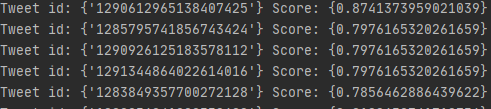 Tweet id: {'1290612965138407425'} Score: {0.8741373959021039}
Tweet id: {'1285795741856743424'} Score: {0.7976165320261659}
Tweet id: {'1290926125183578112'} Score: {0.7976165320261659}
Tweet id: {'1291344864022614016'} Score: {0.7976165320261659}
Tweet id: {'1283849357700272128'} Score: {0.7856462886439622}